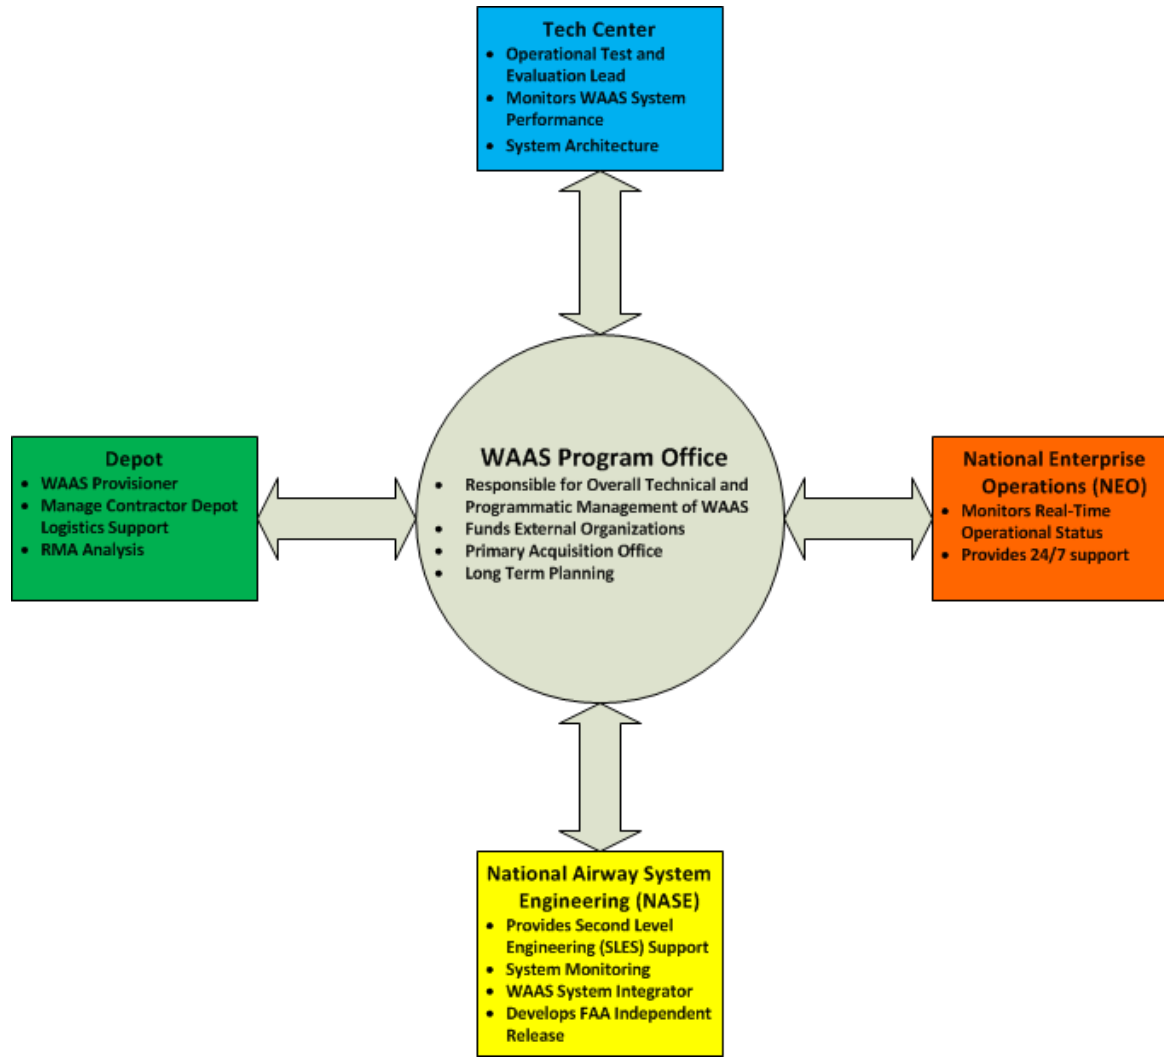 Tech Center
• Operational Test and
Evaluation Lead
• Monitors WAAS System
Performance
• System Architecture
Depot
• WAAS Provisioner
• Manage Contractor Depot
Logistics Support
• RMA Analysis
WAAS Program Office
• Responsible for Overall Technical and
Programmatic Management of WAAS
• Funds External Organizations
• Primary Acquisition Office
• Long Term Planning
National Enterprise
Operations (NEO)
• Monitors Real-Time
Operational Status
• Provides 24/7 support
National Airway System
Engineering (NASE)
• Provides Second Level
Engineering (SLES) Support
• System Monitoring
• WAAS System Integrator
• Develops FAA Independent
Release